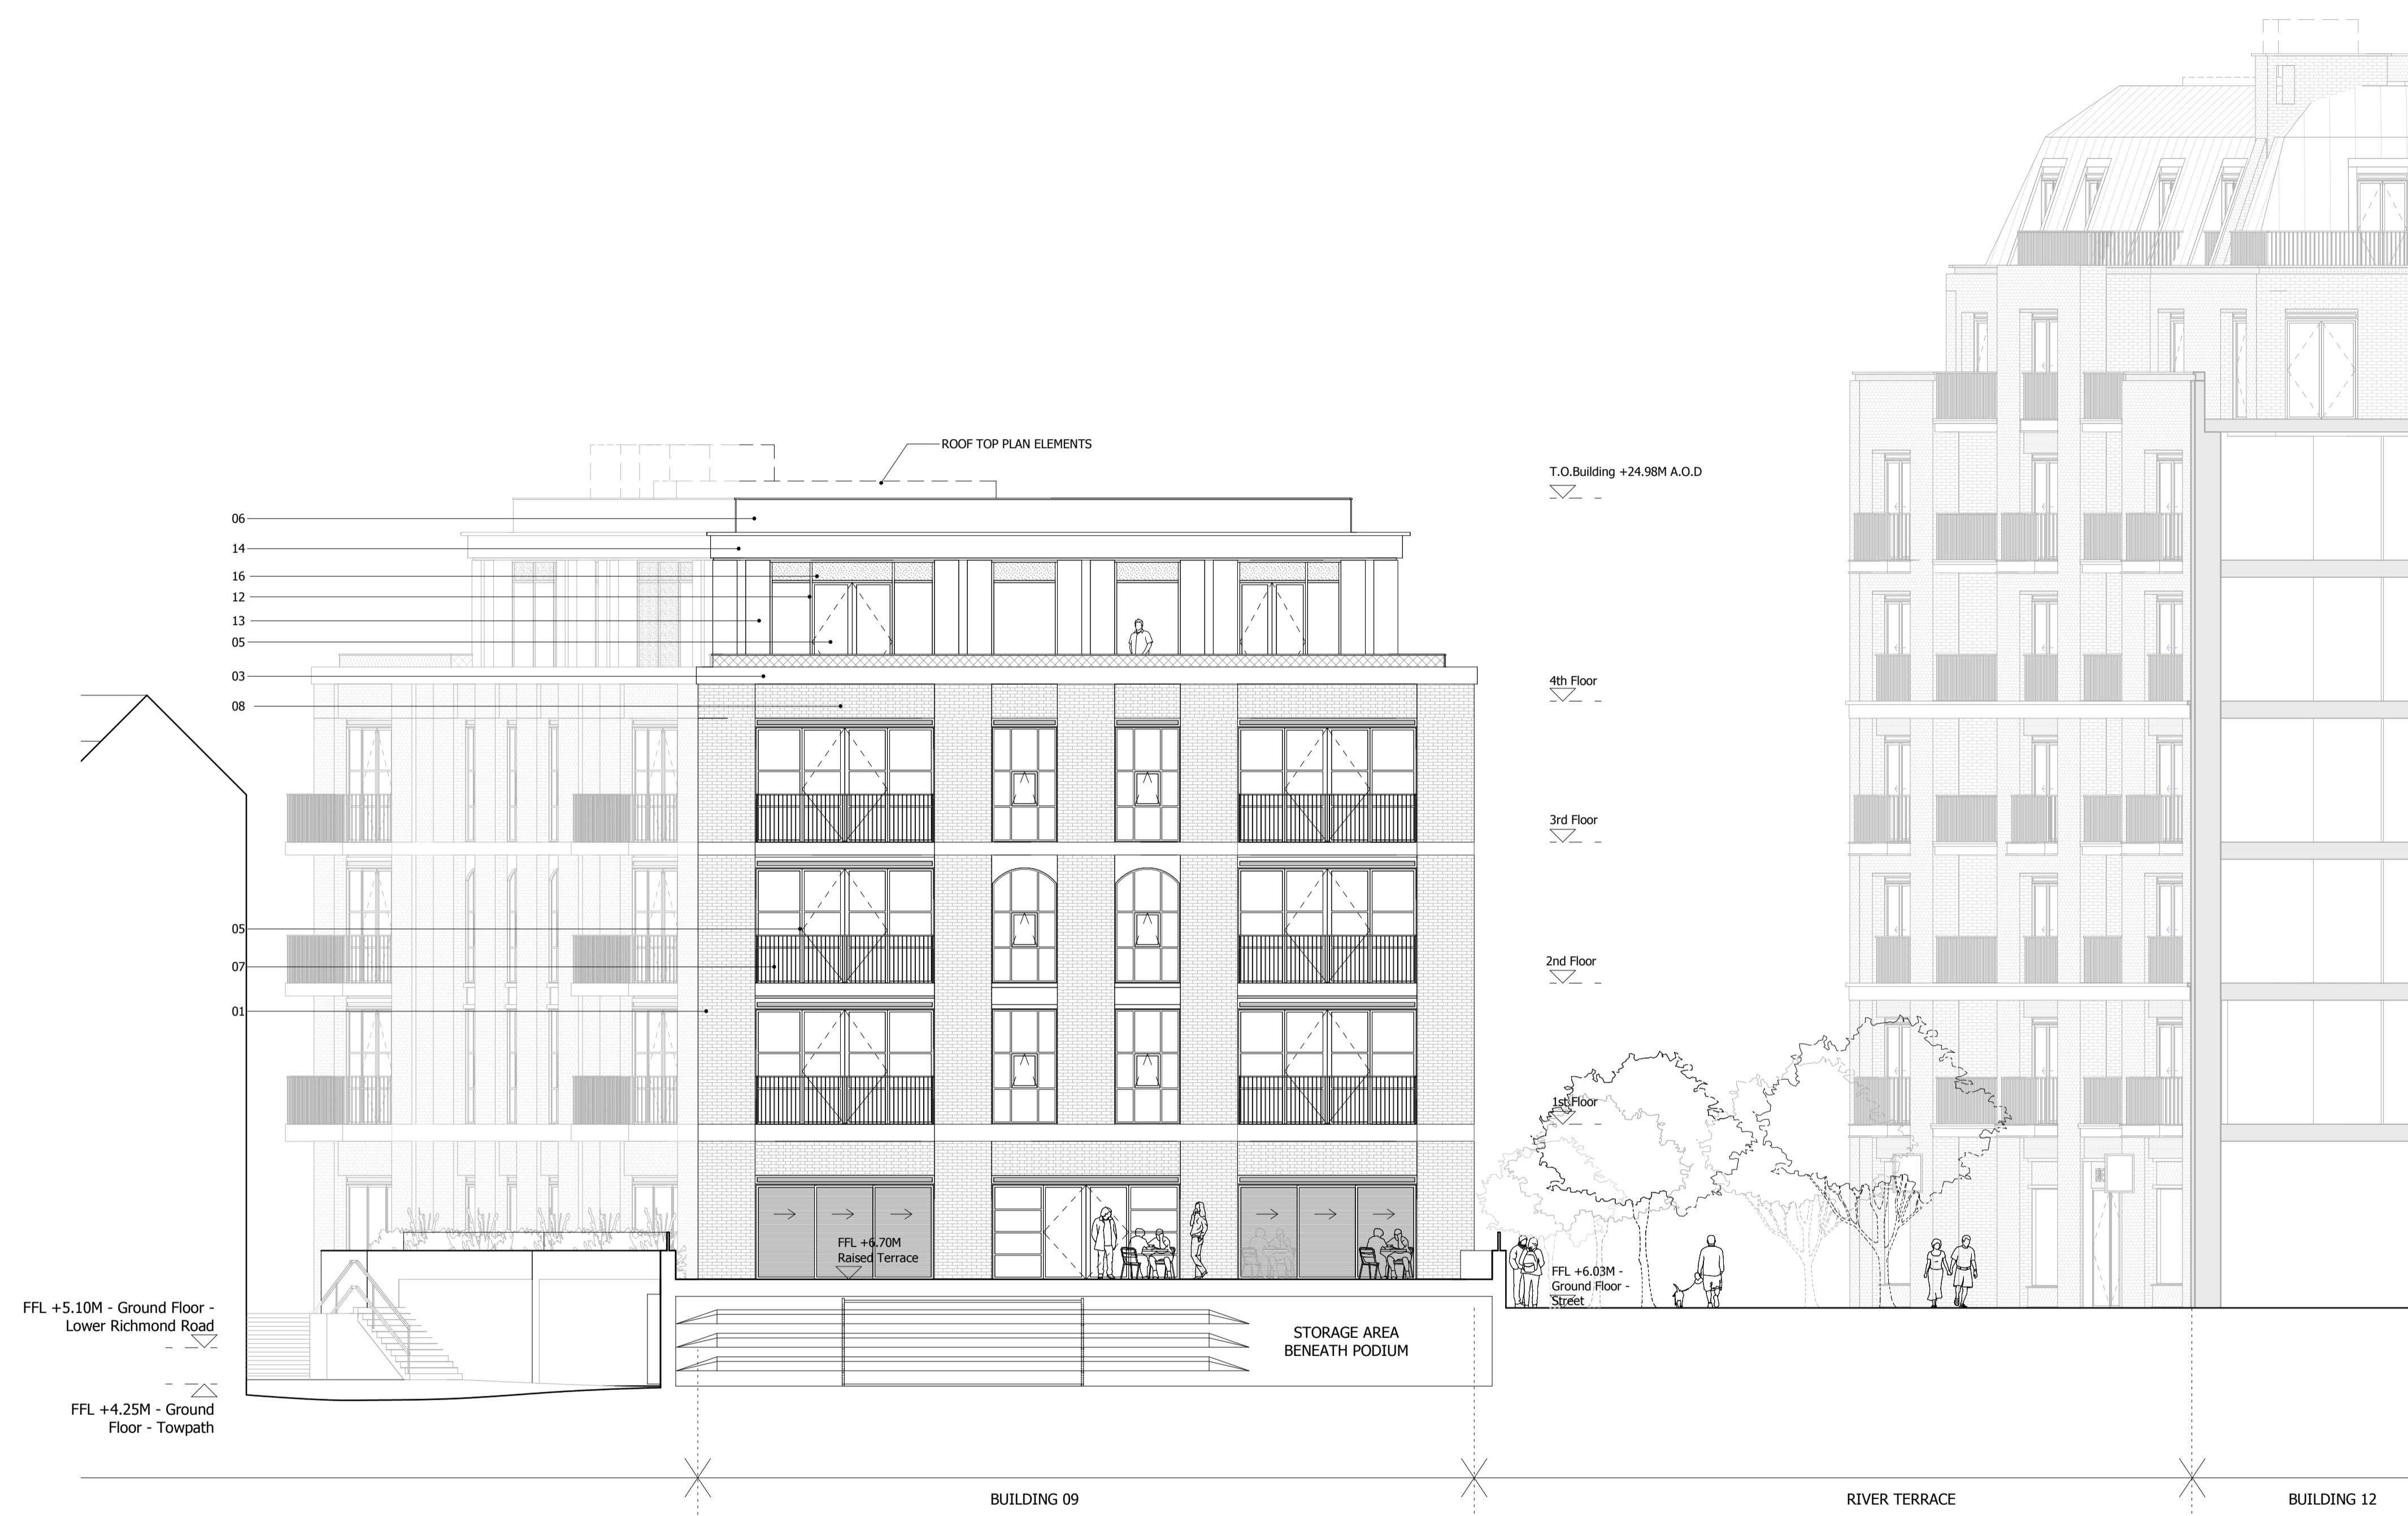 ROOF TOP PLAN ELEMENTS
T.O.Building +24.98M A.O.D
06
14
16
12
13
05
03
08
4th Floor
3rd Floor
05
07
01
2nd Floor
1st Floor
FFL +6.70M
Raised Terrace
FFL +6.03M -
Ground Floor -
Street
FFL +5.10M - Ground Floor -
Lower Richmond Road
FFL +4.25M - Ground
Floor - Towpath
STORAGE AREA
BENEATH PODIUM
BUILDING 09
RIVER TERRACE
BUILDING 12